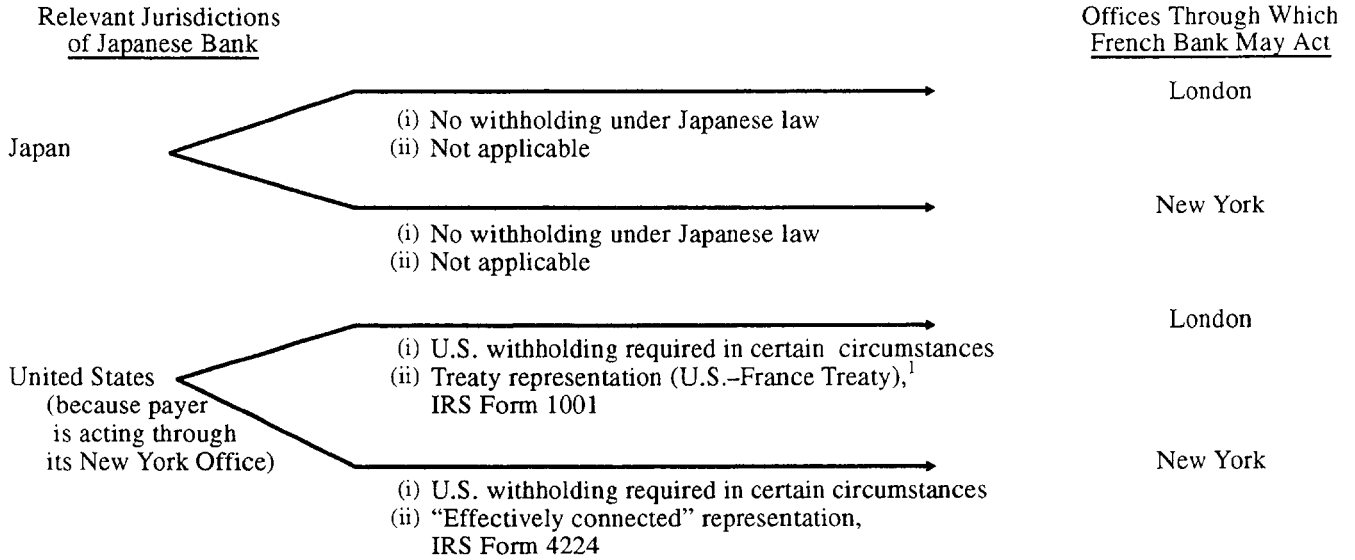 Relevant Jurisdictions
of Japanese Bank
Offices Through Which
French Bank May Act
London
(i) No withholding under Japanese law
Japan
(ii) Not applicable
New York
(i) No withholding under Japanese law
(ii) Not applicable
London
(i) U.S. withholding required in certain circumstances
United States
(ii) Treaty representation (U.S.–France Treaty),¹
(because payer
IRS Form 1001
is acting through
its New York Office)
New York
(i) U.S. withholding required in certain circumstances
(ii) “Effectively connected” representation,
IRS Form 4224